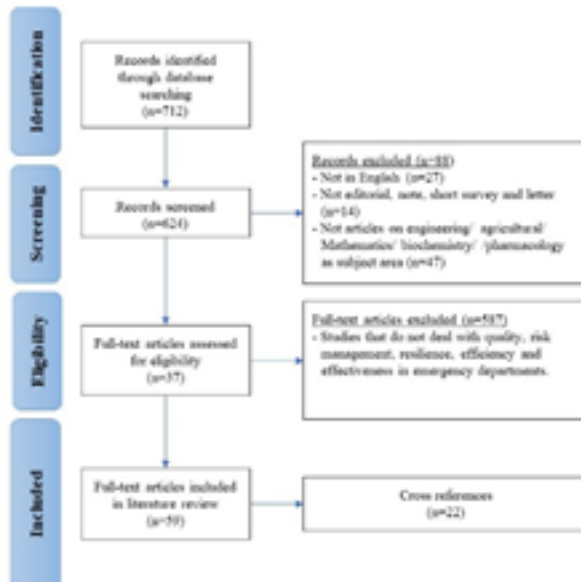 Identification
Records identified
through database
searching
(n=712)
Screening
Records screened
(n=624)
Records excluded (n=88)
- Not in English (n=27)
- Not editorial, note, short survey and letter
(n=14)
- Not articles on engineering/ agricultural/
Mathematics/ biochemistry/ /pharmacology
as subject area (n=47)
Eligibility
Full-text articles assessed
for eligibility
(n=37)
Full-text articles excluded (n=587)
- Studies that do not deal with quality, risk
management, resilience, efficiency and
effectiveness in emergency departments.
Included
Full-text articles included
in literature review
(n=59)
Cross references
(n=22)